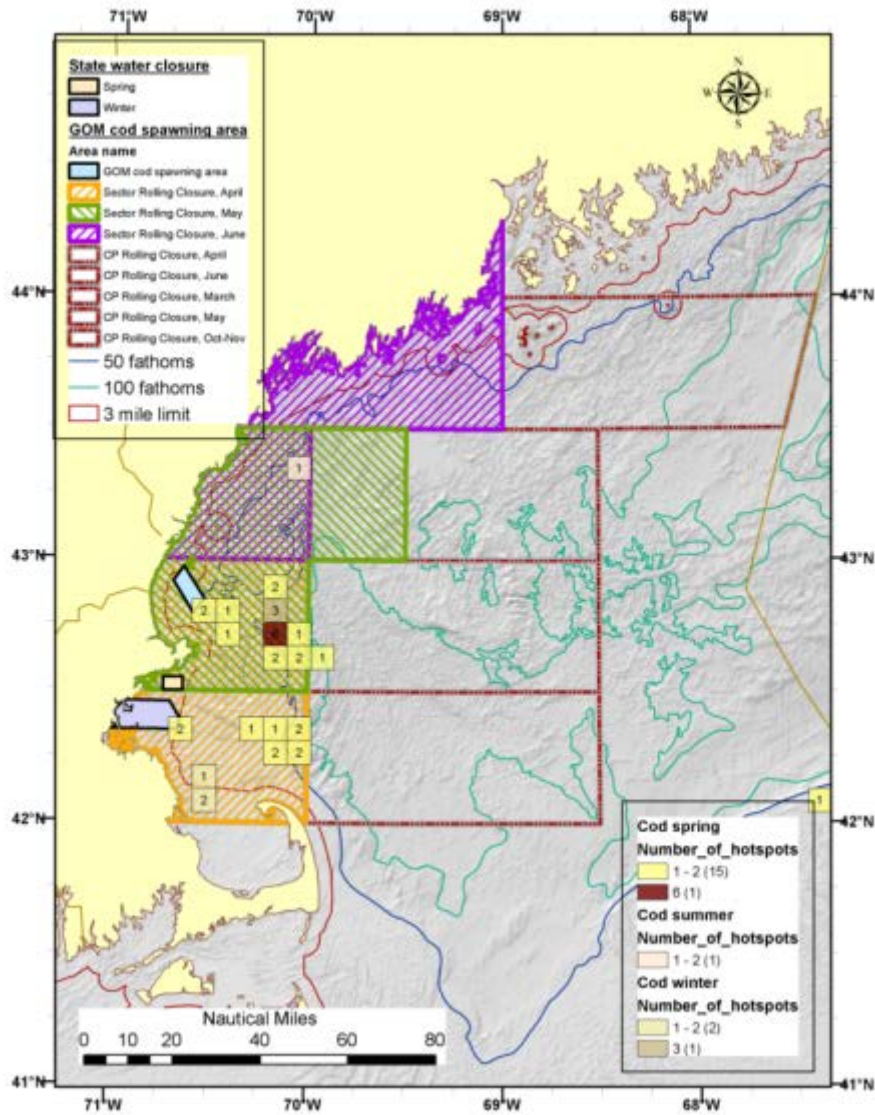 71°W 70°W 69°W 68°W
State water closure
Spring
Winter
GOM cod spawning area
Area name
GOM cod spawning area
Sector Rolling Closure, April
Sector Rolling Closure, May
Sector Rolling Closure, June
CP Rolling Closure, April
CP Rolling Closure, June
CP Rolling Closure, March
CP Rolling Closure, May
CP Rolling Closure, Oct-Nov
50 fathoms
100 fathoms
3 mile limit
N
W E
S
44°N 44°N
1
43°N 43°N
2
2 1 3
1 6 1
2 2 1
2 1 1 2
2 2
1
2
42°N 42°N
1
Cod spring
Number_of_hotspots
1 - 2 (15)
6 (1)
Cod summer
Number_of_hotspots
1 - 2 (1)
Cod winter
Number_of_hotspots
1 - 2 (2)
3 (1)
Nautical Miles
0 10 20 40 60 80
41°N 41°N
71°W 70°W 69°W 68°W